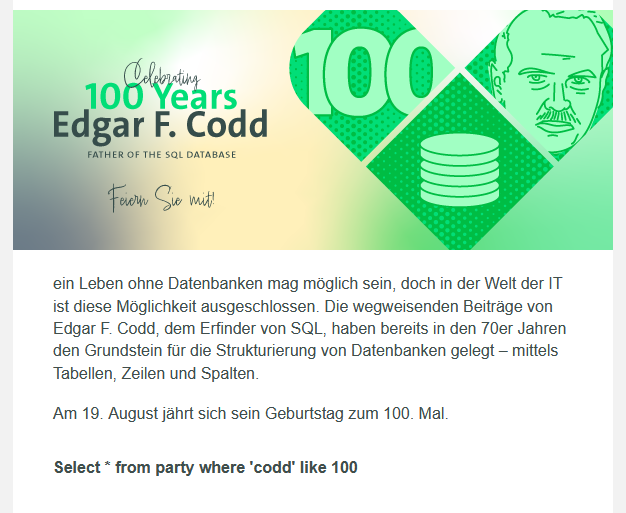 Celebrating
100 Years
Edgar F. Codd
FATHER OF THE SQL DATABASE
Feiern Sie mit!
100
ein Leben ohne Datenbanken mag möglich sein, doch in der Welt der IT
ist diese Möglichkeit ausgeschlossen. Die wegweisenden Beiträge von
Edgar F. Codd, dem Erfinder von SQL, haben bereits in den 70er Jahren
den Grundstein für die Strukturierung von Datenbanken gelegt – mittels
Tabellen, Zeilen und Spalten.
Am 19. August jährt sich sein Geburtstag zum 100. Mal.
Select * from party where 'codd' like 100